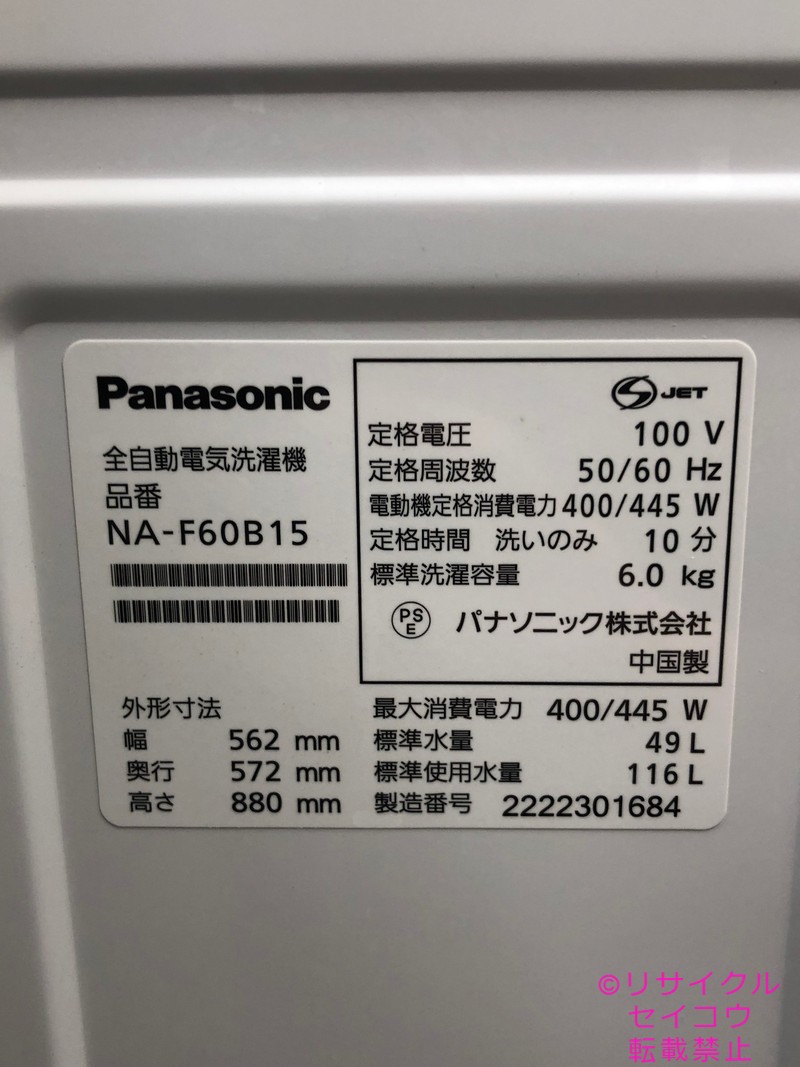 Panasonic
全自動電気洗濯機
品番
NA-F60B15
S JET
定格電圧 100 V
定格周波数 50/60 Hz
電動機定格消費電力 400/445 W
定格時間 洗いのみ 10 分
標準洗濯容量 6.0 kg
PSE パナソニック株式会社
中国製
外形寸法
幅 562 mm
奥行 572 mm
高さ 880 mm
最大消費電力 400/445 W
標準水量 49 L
標準使用水量 116 L
製造番号 2222301684
©リサイクル
セイコウ
転載禁止